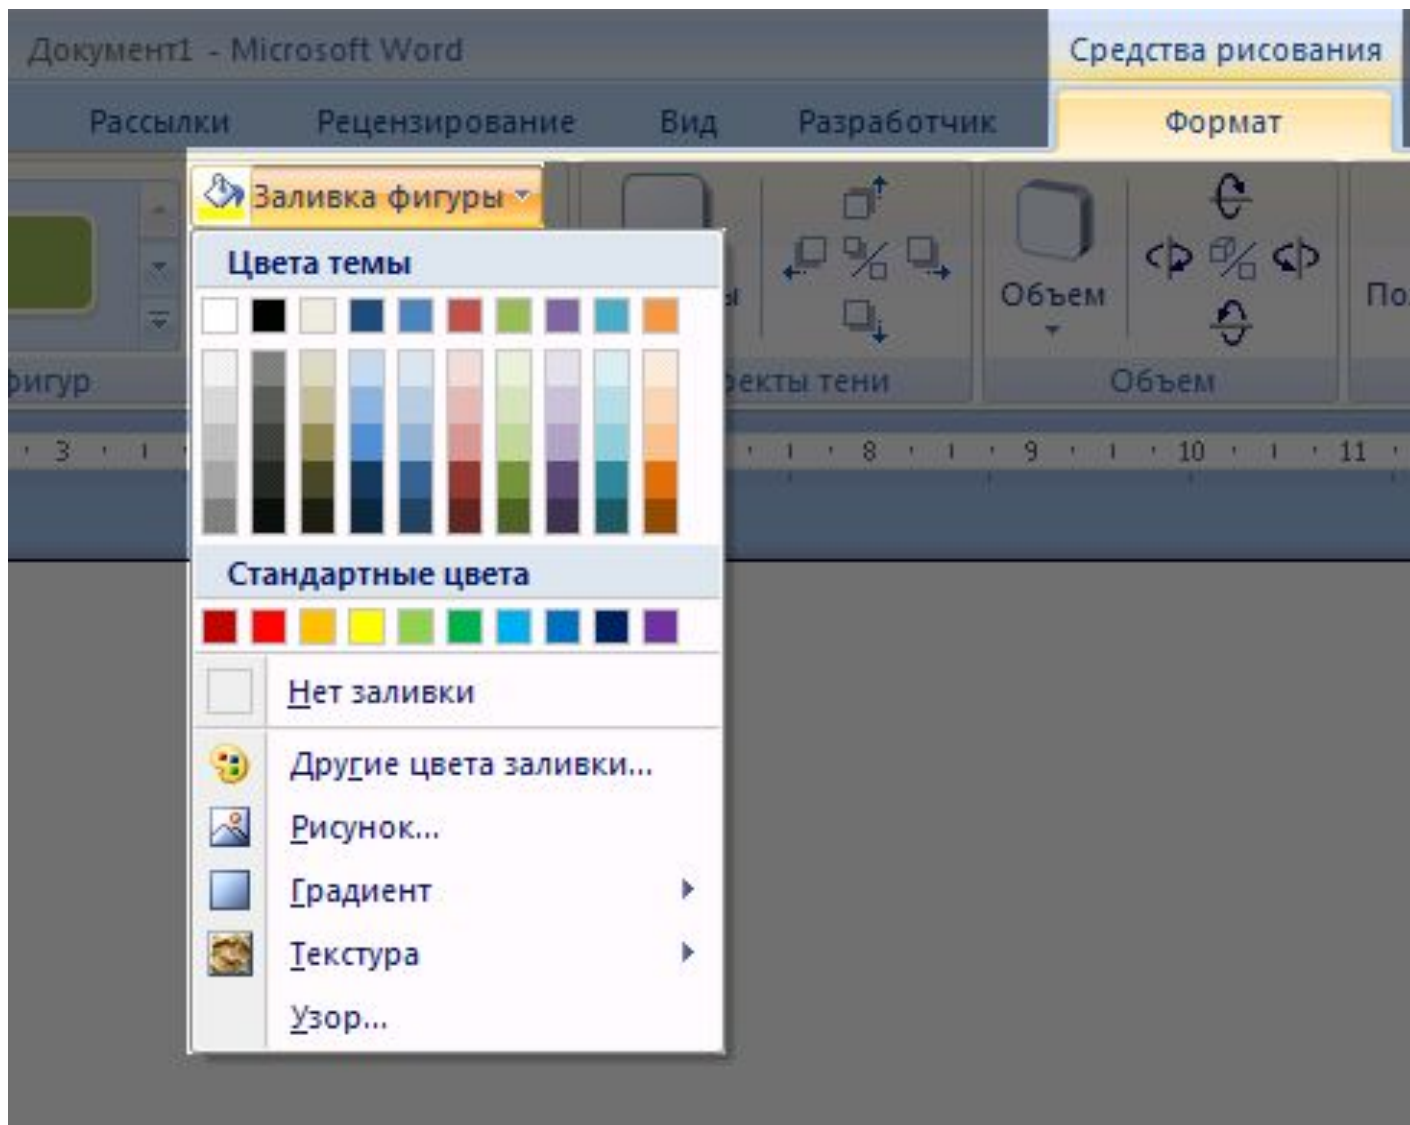 Документ1 - Microsoft Word
Средства рисования
Рассылки Рецензирование Вид Разработчик Формат
Заливка фигуры
Цвета темы
Объем
Объем
Стандартные цвета
3 8 9 10 11
Нет заливки
Другие цвета заливки...
Рисунок...
Градиент
Текстура
Узор...